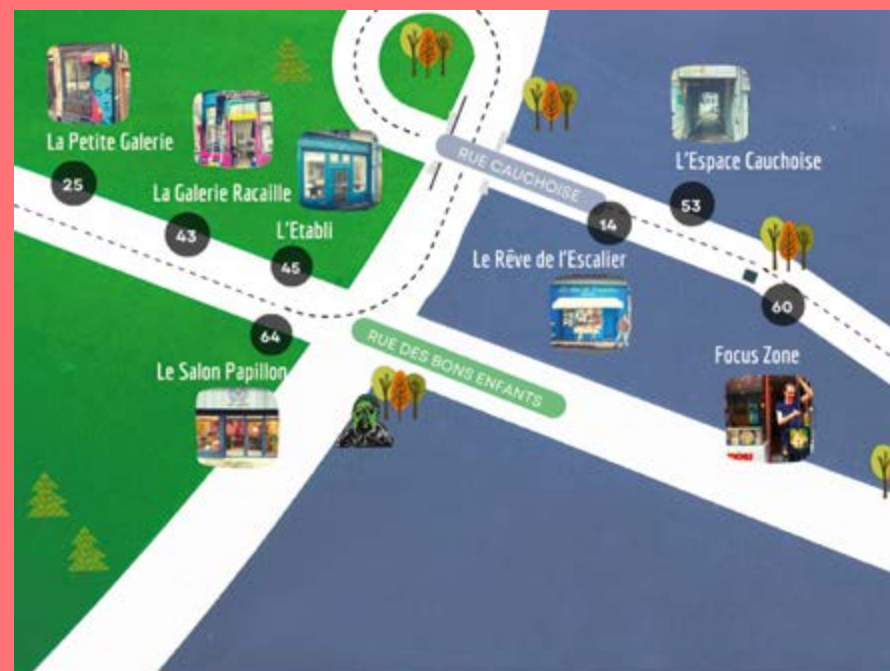 La Petite Galerie
25
La Galerie Racaille
43
L'Etabli
45
64
Le Salon Papillon
RUE CAUCHOISE
L'Espace Cauchoise
53
14
Le Rêve de l'Escalier
60
Focus Zone
RUE DES BONS ENFANTS